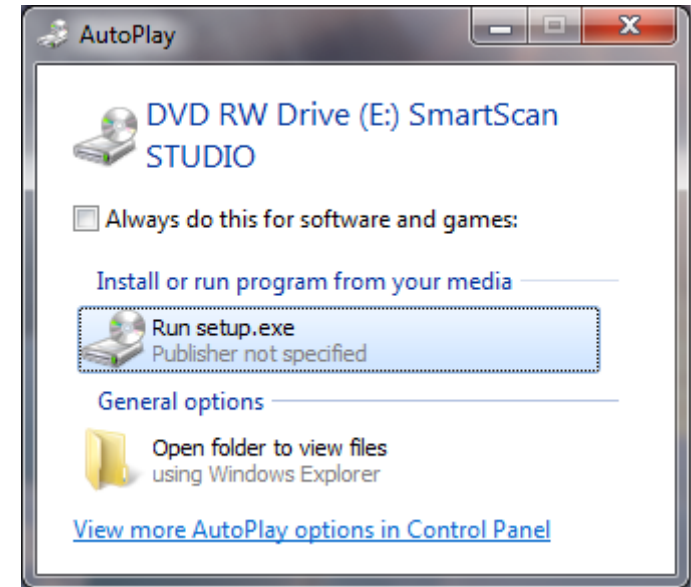 AutoPlay
DVD RW Drive (E:) SmartScan
STUDIO
Always do this for software and games:
Install or run program from your media
Run setup.exe
Publisher not specified
General options
Open folder to view files
using Windows Explorer
View more AutoPlay options in Control Panel